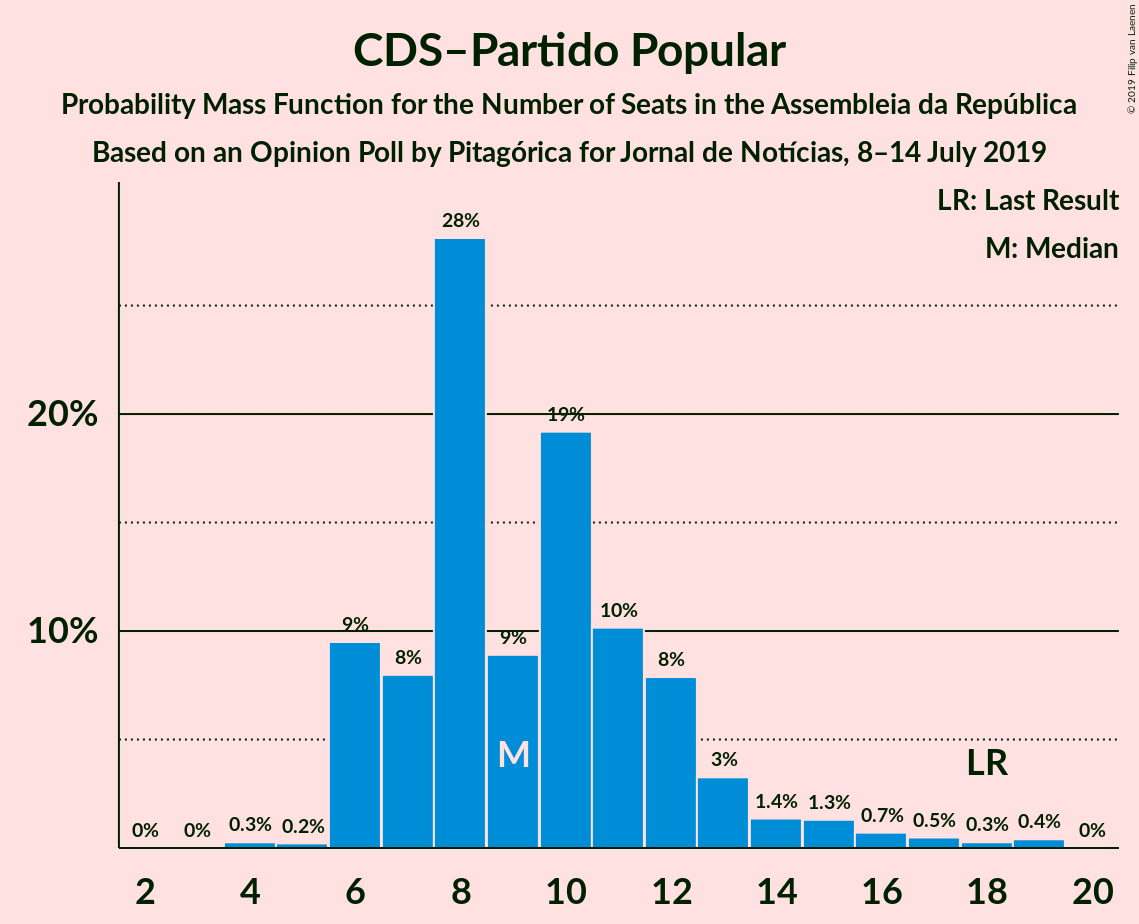 CDS–Partido Popular
Probability Mass Function for the Number of Seats in the Assembleia da República
Based on an Opinion Poll by Pitagórica for Jornal de Notícias, 8–14 July 2019
© 2019 Filip van Laenen
LR: Last Result
M: Median
28%
20%
19%
10%
10%
9%
9%
8%
8%
M
3%
LR
1.4%
1.3%
0.7%
0.5%
0.3%
0.4%
0%
0%
0%
0.3%
0.2%
2 4 6 8 10 12 14 16 18 20